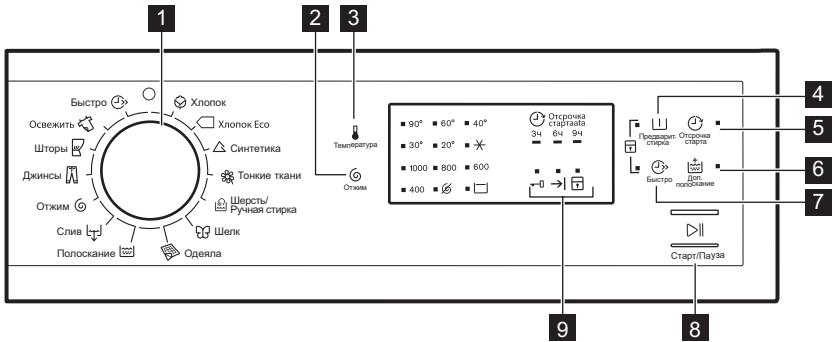 1
2
3
4
5
6
7
8
9
Быстро
Освежить
Шторы
Джинсы
Отжим
Слив
Полоскание
Хлопок
Хлопок Eco
Синтетика
Тонкие ткани
Шерсть/
Ручная стирка
Шелк
Одеяла
Температура
Отжим
90° 60° 40°
30° 20°
1000 800 600
400
Отсрочка
стартаata
3ч 6ч 9ч
Предварит.
стирка
Отсрочка
старта
Быстро
Доп.
полоскание
Старт/Пауза